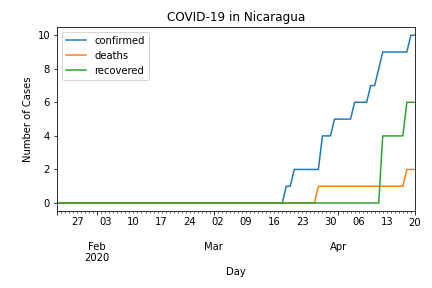 COVID-19 in Nicaragua
confirmed
deaths
recovered
Number of Cases
10
8
6
4
2
0
27 03 10 17 24 02 09 16 23 30 06 13 20
Feb Mar Apr
2020
Day